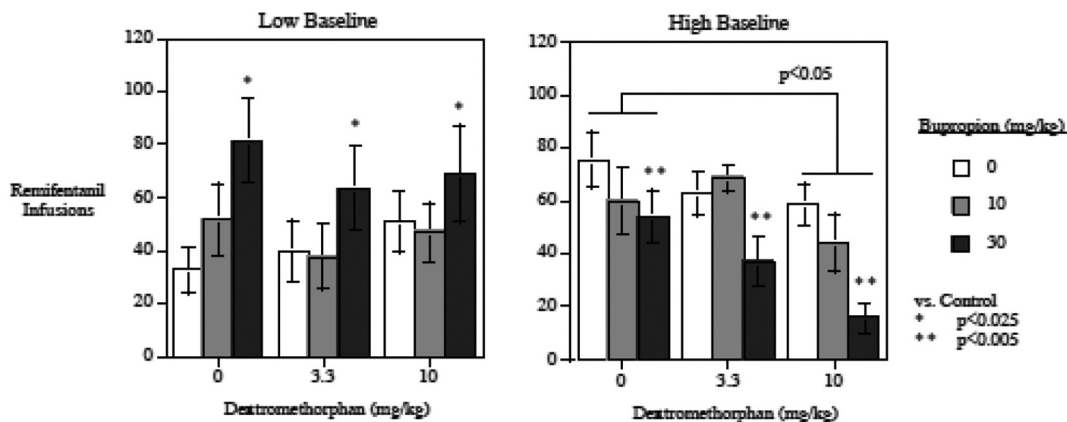 Low Baseline
120
100
80
60
40
20
0
Remifentanil
Infusions
*
*
*
0 3.3 10
Dextromethorphan (mg/kg)
High Baseline
120
100
80
60
40
20
0
p<0.05
**
**
**
0 3.3 10
Dextromethorphan (mg/kg)
Bupropion (mg/kg)
0
10
30
vs. Control
* p<0.025
** p<0.005